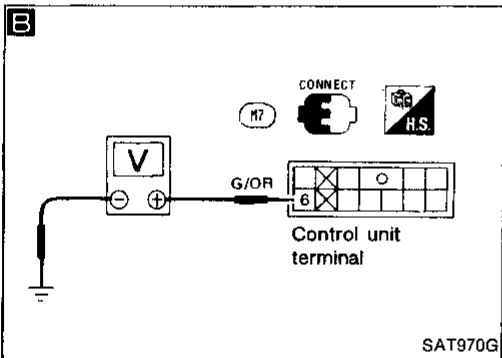 B
CONNECT
M7
H.S.
V
G/OR
6
Control unit
terminal
SAT970G